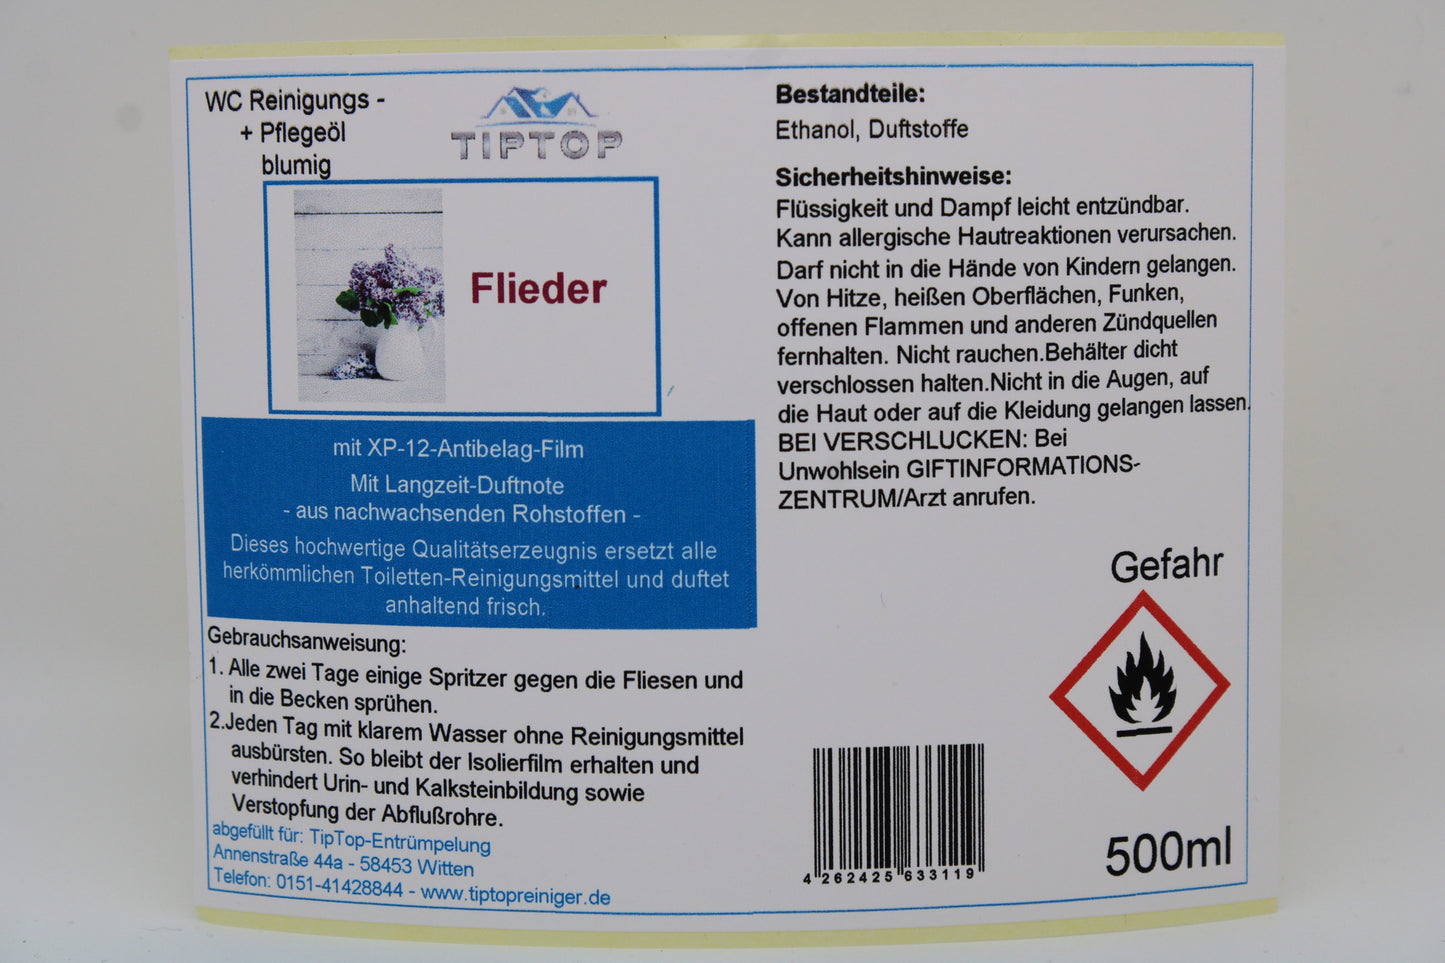 WC Reinigungs -
+ Pflegeöl
blumig
TIPTOP
Flieder
mit XP-12-Antibelag-Film
Mit Langzeit-Duftnote
- aus nachwachsenden Rohstoffen -
Dieses hochwertige Qualitätserzeugnis ersetzt alle
herkömmlichen Toiletten-Reinigungsmittel und duftet
anhaltend frisch.
Gebrauchsanweisung:
1. Alle zwei Tage einige Spritzer gegen die Fliesen und
in die Becken sprühen.
2.Jeden Tag mit klarem Wasser ohne Reinigungsmittel
ausbürsten. So bleibt der Isolierfilm erhalten und
verhindert Urin- und Kalksteinbildung sowie
Verstopfung der Abflußrohre.
abgefüllt für: TipTop-Entrümpelung
Annenstraße 44a - 58453 Witten
Telefon: 0151-41428844 - www.tiptopreiniger.de
Bestandteile:
Ethanol, Duftstoffe
Sicherheitshinweise:
Flüssigkeit und Dampf leicht entzündbar.
Kann allergische Hautreaktionen verursachen.
Darf nicht in die Hände von Kindern gelangen.
Von Hitze, heißen Oberflächen, Funken,
offenen Flammen und anderen Zündquellen
fernhalten. Nicht rauchen.Behälter dicht
verschlossen halten.Nicht in die Augen, auf
die Haut oder auf die Kleidung gelangen lassen.
BEI VERSCHLUCKEN: Bei
Unwohlsein GIFTINFORMATIONS-
ZENTRUM/Arzt anrufen.
Gefahr
4 262425 633119
500ml